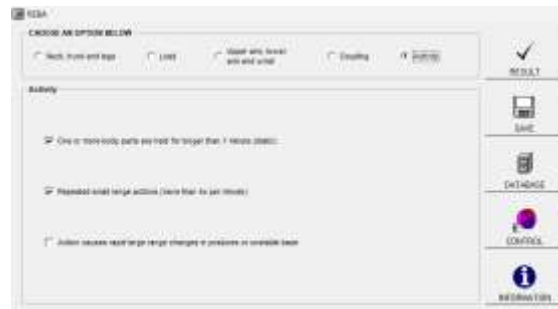 REBA
CHOOSE AN OPTION BELOW
Neck, trunk and legs
Load
Upper arm, lower
arm and wrist
Coupling
Activity
RESULT
Activity
SAVE
One or more body parts are held for longer than 1 minute (static)
DATABASE
Repeated small range actions (more than 4x per minute)
CONTROL
Action causes rapid large range changes in postures or unstable base
INFORMATION